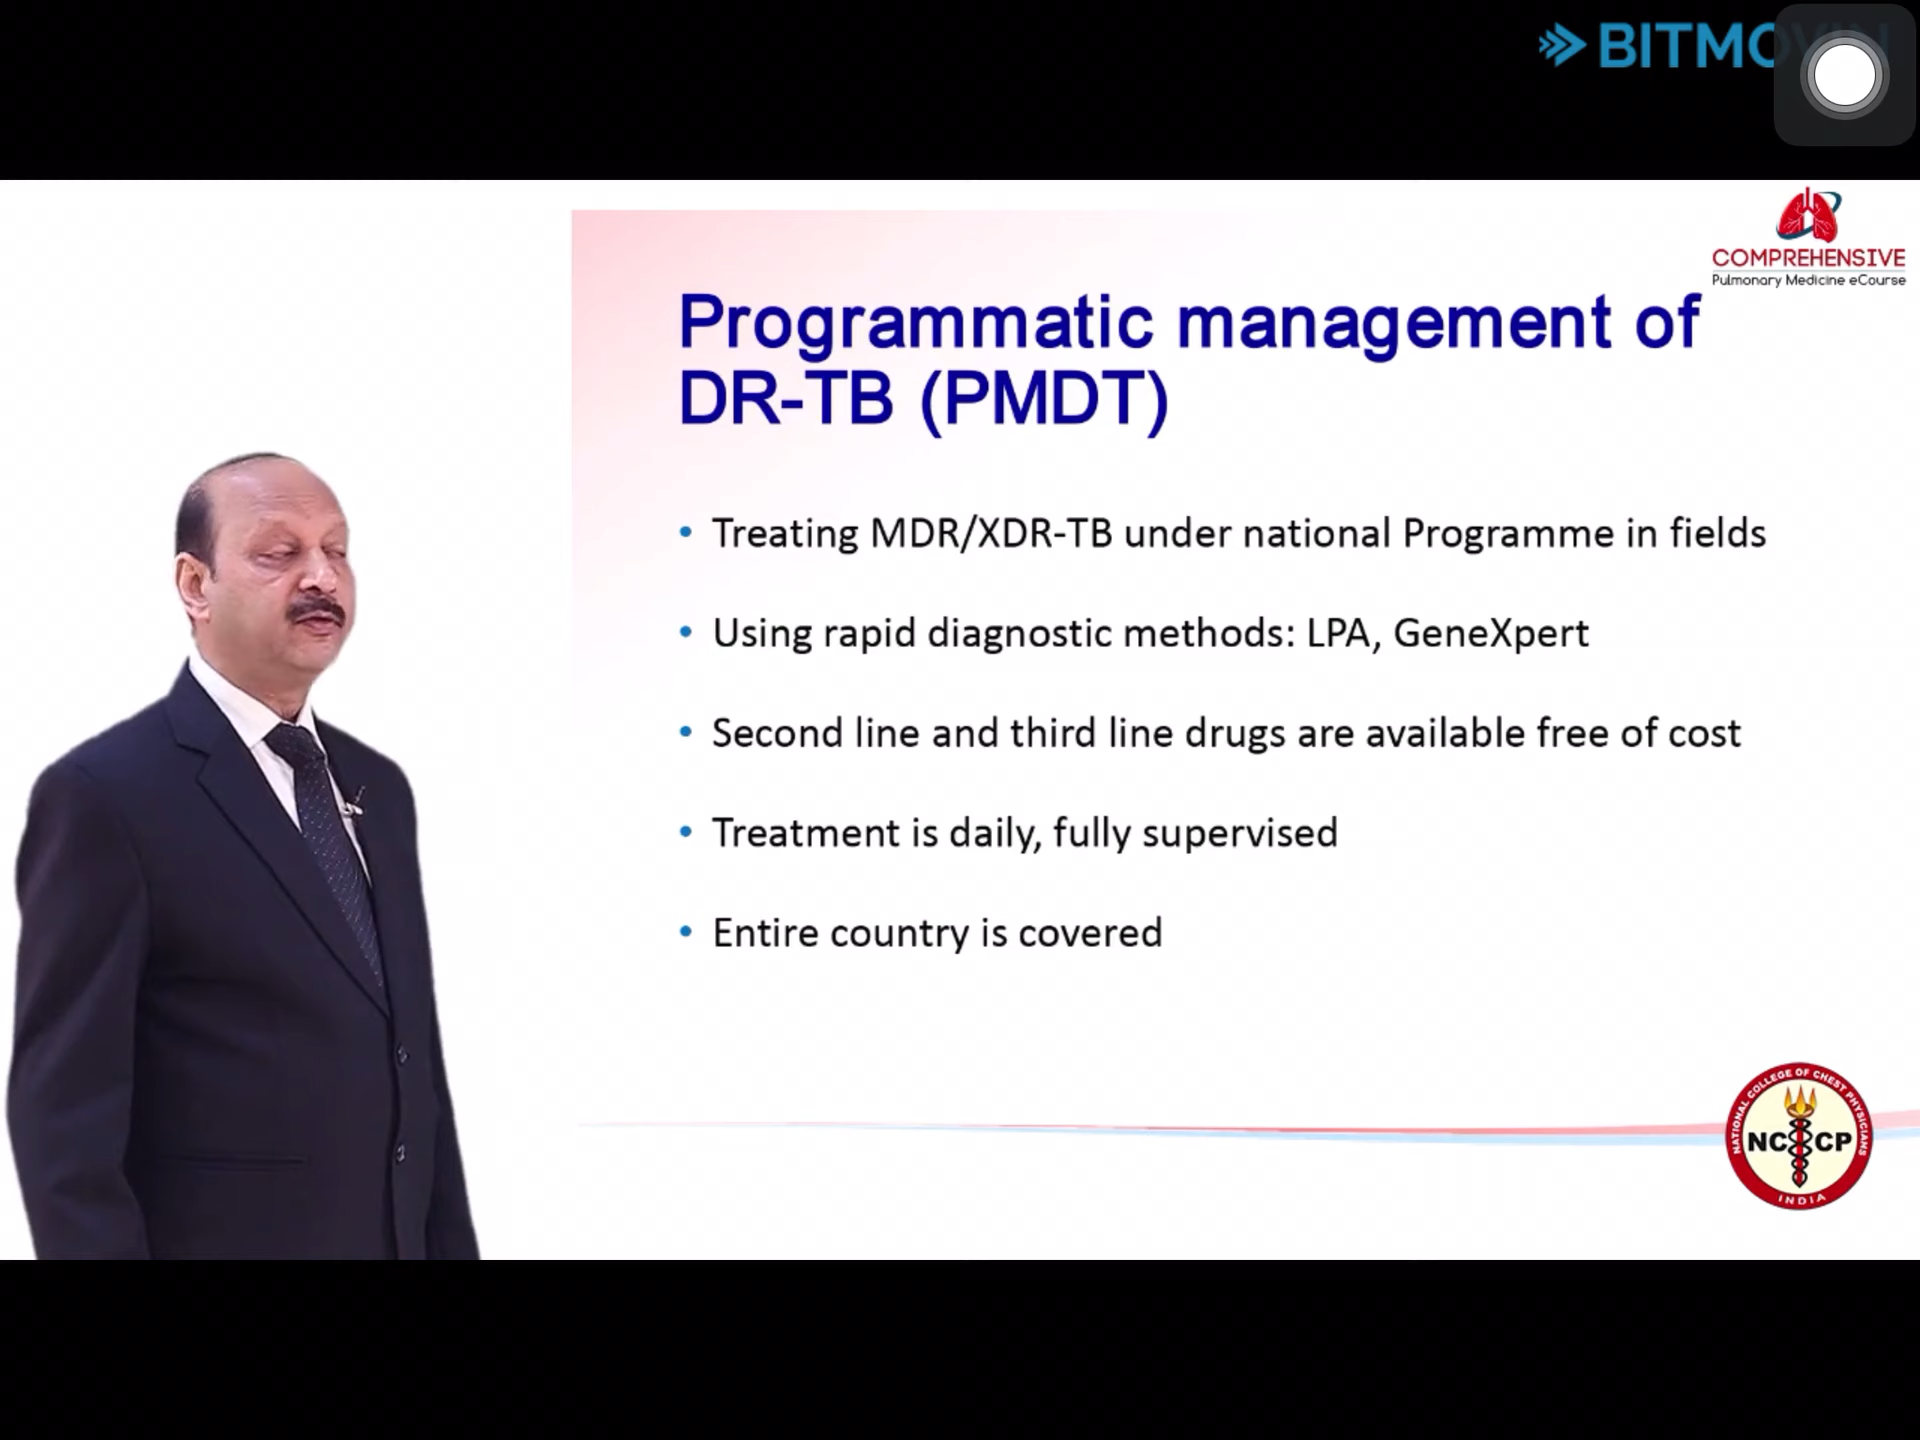 BITMOVIN
COMPREHENSIVE
Pulmonary Medicine eCourse
Programmatic management of
DR-TB (PMDT)
• Treating MDR/XDR-TB under national Programme in fields
• Using rapid diagnostic methods: LPA, GeneXpert
• Second line and third line drugs are available free of cost
• Treatment is daily, fully supervised
• Entire country is covered
NATIONAL COLLEGE OF CHEST PHYSICIANS
NCCP
INDIA